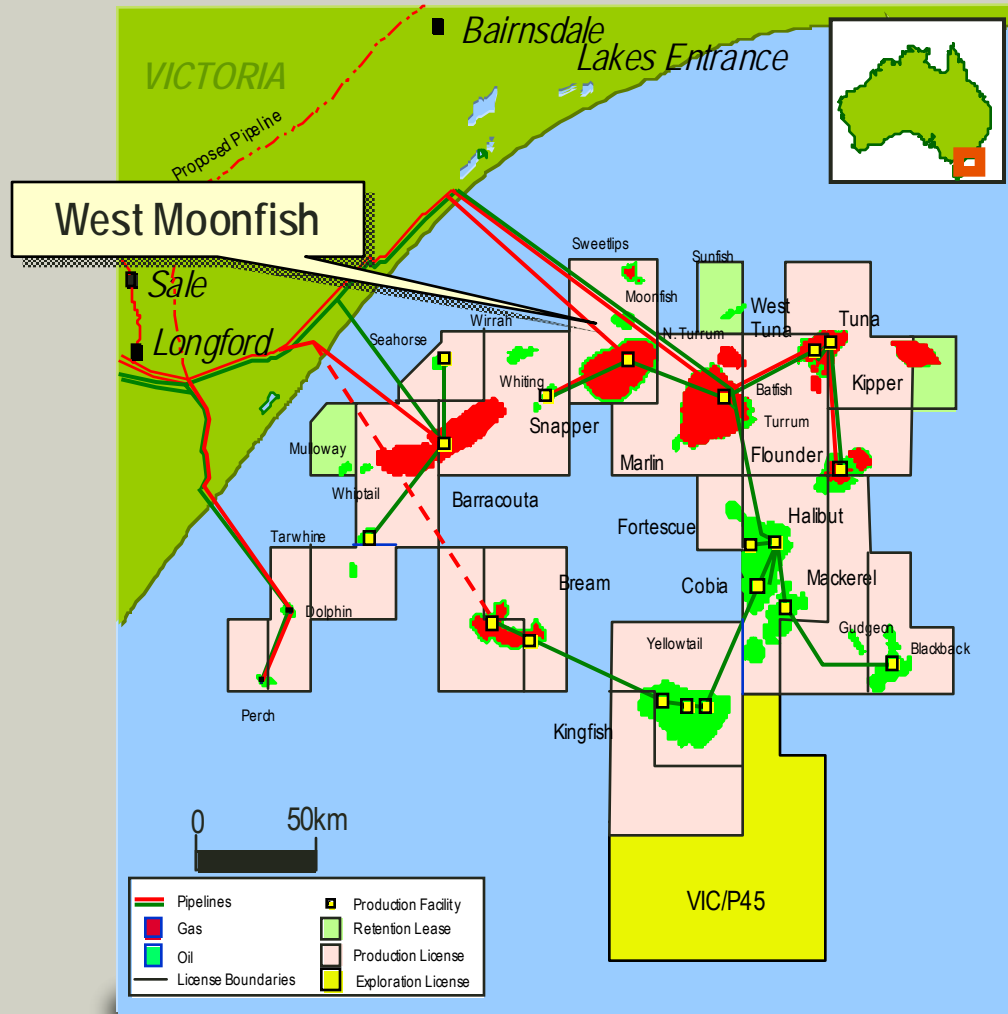 Bairnsdale
Lakes Entrance
VICTORIA
Proposed Pipeline
West Moonfish
Sale
Longford
Sweetlips
Sunfish
Moonfish
West
Tuna
Tuna
Wirrah
Seahorse
N. Turrum
Whiting
Batfish
Kipper
Snapper
Turrum
Marlin
Flounder
Mulloway
Whiptail
Barracouta
Fortescue
Halibut
Tarwhine
Cobia
Mackerel
Bream
Dolphin
Gudgeon
Yellowtail
Blackback
Perch
Kingfish
0
50km
VIC/P45
Pipelines
Gas
Oil
License Boundaries
Production Facility
Retention Lease
Production License
Exploration License